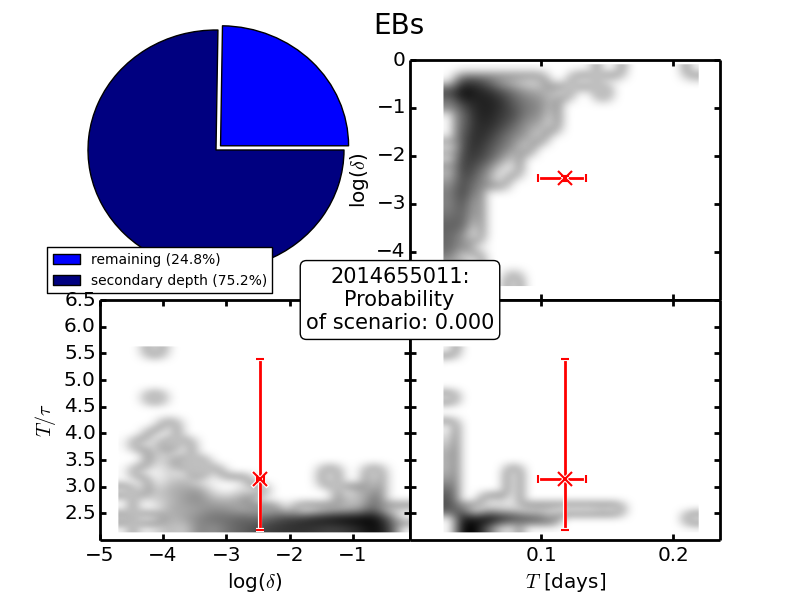 EBs
remaining (24.8%)
secondary depth (75.2%)
0
−1
−2
−3
−4
log(δ)
2014655011:
Probability
of scenario: 0.000
6.5
6.0
5.5
5.0
4.5
4.0
3.5
3.0
2.5
T/τ
−5 −4 −3 −2 −1
log(δ)
0.1 0.2
T [days]